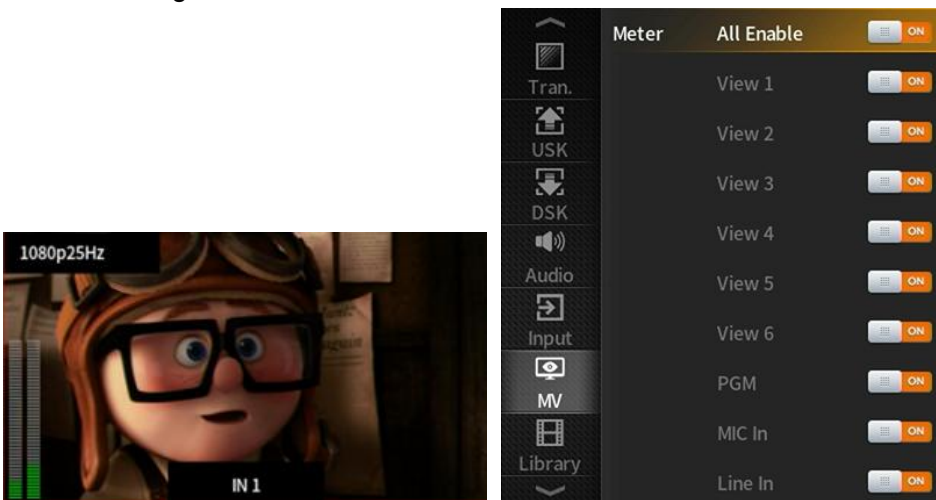 1080p25Hz
IN 1
Tran.
USK
DSK
Audio
Input
MV
Library
Meter All Enable ON
View 1 ON
View 2 ON
View 3 ON
View 4 ON
View 5 ON
View 6 ON
PGM ON
MIC In ON
Line In ON